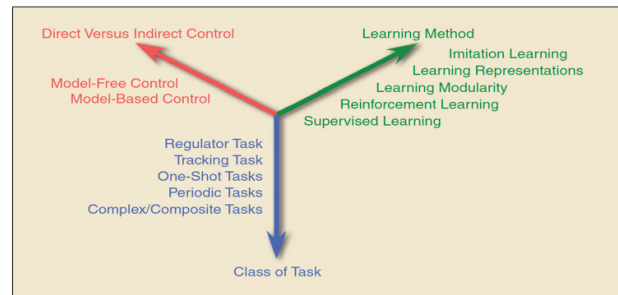 Direct Versus Indirect Control
Model-Free Control
Model-Based Control
Learning Method
Imitation Learning
Learning Representations
Learning Modularity
Reinforcement Learning
Supervised Learning
Regulator Task
Tracking Task
One-Shot Tasks
Periodic Tasks
Complex/Composite Tasks
Class of Task